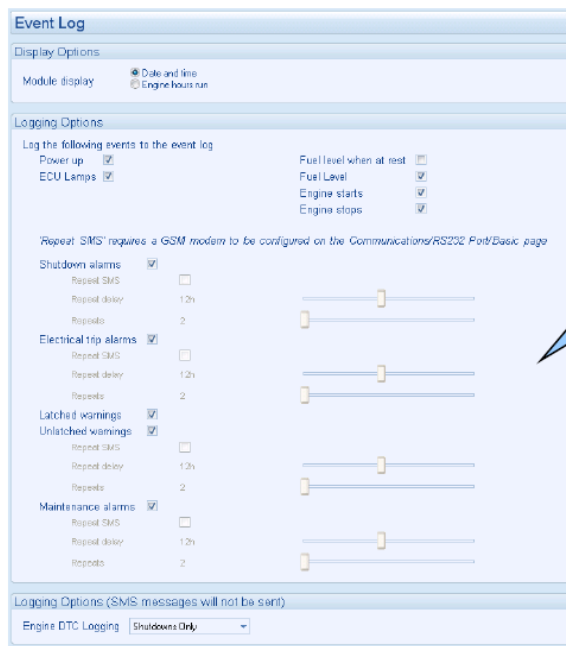 Event Log
Display Options
Module display
Date and time
Engine hours run
Logging Options
Log the following events to the event log
Power up
Fuel level when at rest
ECU Lamps
Fuel Level
Engine starts
Engine stops
'Repeat SMS' requires a GSM modem to be configured on the Communications/RS232 Port/Basic page
Shutdown alarms
Repeat SMS
Repeat delay 12h
Repeats 2
Electrical trip alarms
Repeat SMS
Repeat delay 12h
Repeats 2
Latched warnings
Unlatched warnings
Repeat SMS
Repeat delay 12h
Repeats 2
Maintenance alarms
Repeat SMS
Repeat delay 12h
Repeats 2
Logging Options (SMS messages will not be sent)
Engine DTC Logging Shutdowns Only